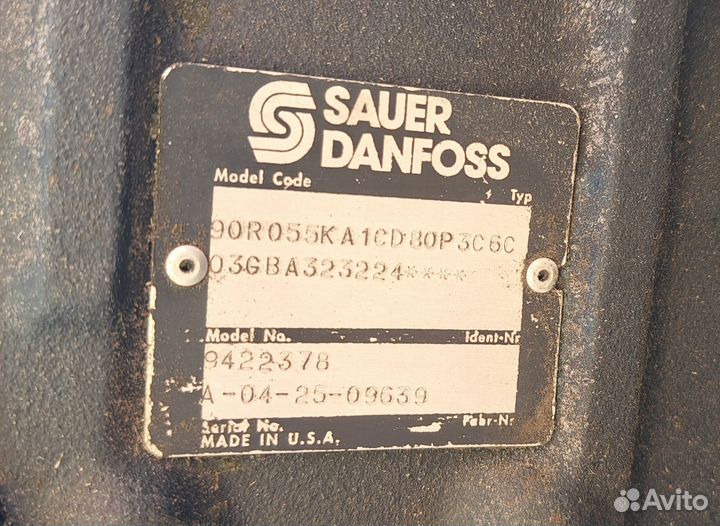 SAUER
DANFOSS
Model Code Typ
90R055KA1CD80P3C6C
03GBA323224****
Model No. Ident-Nr
9422378
A-04-25-09639
Serial No. Fabr-Nr
MADE IN U.S.A.
Avito